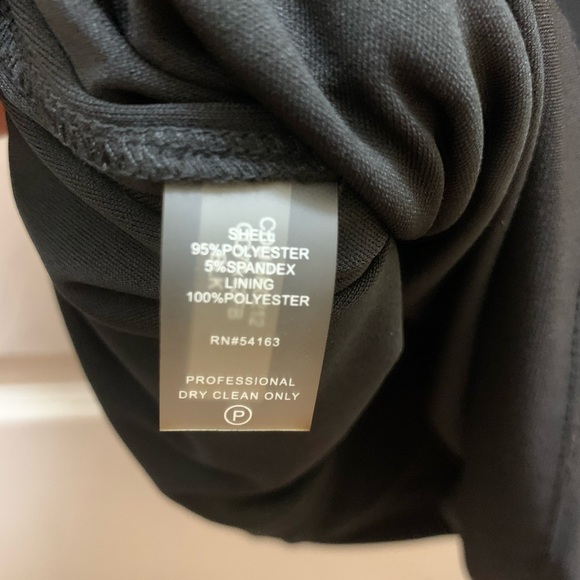 SHELL
95%POLYESTER
5%SPANDEX
LINING
100%POLYESTER
RN#54163
PROFESSIONAL
DRY CLEAN ONLY
P